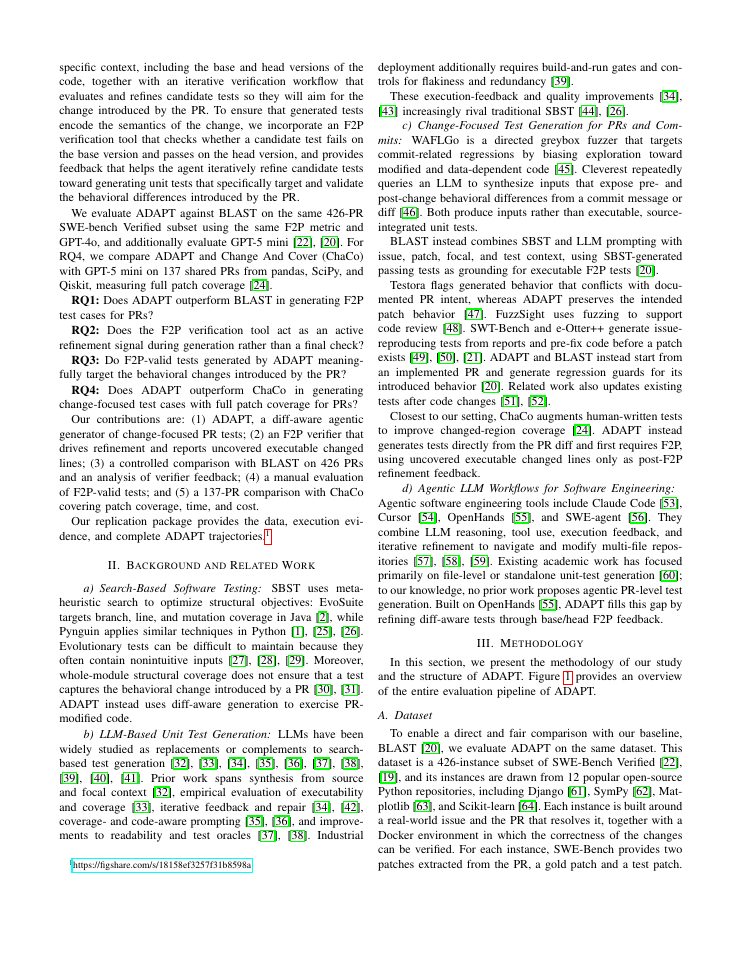 specific context, including the base and head versions of the
code, together with an iterative verification workflow that
evaluates and refines candidate tests so they will aim for the
change introduced by the PR. To ensure that generated tests
encode the semantics of the change, we incorporate an F2P
verification tool that checks whether a candidate test fails on
the base version and passes on the head version, and provides
feedback that helps the agent iteratively refine candidate tests
toward generating unit tests that specifically target and validate
the behavioral differences introduced by the PR.
We evaluate ADAPT against BLAST on the same 426-PR
SWE-bench Verified subset using the same F2P metric and
GPT-4o, and additionally evaluate GPT-5 mini [22], [20]. For
RQ4, we compare ADAPT and Change And Cover (ChaCo)
with GPT-5 mini on 137 shared PRs from pandas, SciPy, and
Qiskit, measuring full patch coverage [24].
RQ1: Does ADAPT outperform BLAST in generating F2P
test cases for PRs?
RQ2: Does the F2P verification tool act as an active
refinement signal during generation rather than a final check?
RQ3: Do F2P-valid tests generated by ADAPT meaning-
fully target the behavioral changes introduced by the PR?
RQ4: Does ADAPT outperform ChaCo in generating
change-focused test cases with full patch coverage for PRs?
Our contributions are: (1) ADAPT, a diff-aware agentic
generator of change-focused PR tests; (2) an F2P verifier that
drives refinement and reports uncovered executable changed
lines; (3) a controlled comparison with BLAST on 426 PRs
and an analysis of verifier feedback; (4) a manual evaluation
of F2P-valid tests; and (5) a 137-PR comparison with ChaCo
covering patch coverage, time, and cost.
Our replication package provides the data, execution evi-
dence, and complete ADAPT trajectories.1
II. BACKGROUND AND RELATED WORK
a) Search-Based Software Testing: SBST uses meta-
heuristic search to optimize structural objectives: EvoSuite
targets branch, line, and mutation coverage in Java [2], while
Pynguin applies similar techniques in Python [1], [25], [26].
Evolutionary tests can be difficult to maintain because they
often contain nonintuitive inputs [27], [28], [29]. Moreover,
whole-module structural coverage does not ensure that a test
captures the behavioral change introduced by a PR [30], [31].
ADAPT instead uses diff-aware generation to exercise PR-
modified code.
b) LLM-Based Unit Test Generation: LLMs have been
widely studied as replacements or complements to search-
based test generation [32], [33], [34], [35], [36], [37], [38],
[39], [40], [41]. Prior work spans synthesis from source
and focal context [32], empirical evaluation of executability
and coverage [33], iterative feedback and repair [34], [42],
coverage- and code-aware prompting [35], [36], and improve-
ments to readability and test oracles [37], [38]. Industrial
1https://figshare.com/s/18158ef3257f31b8598a
deployment additionally requires build-and-run gates and con-
trols for flakiness and redundancy [39].
These execution-feedback and quality improvements [34],
[43] increasingly rival traditional SBST [44], [26].
c) Change-Focused Test Generation for PRs and Com-
mits: WAFLGo is a directed greybox fuzzer that targets
commit-related regressions by biasing exploration toward
modified and data-dependent code [45]. Cleverest repeatedly
queries an LLM to synthesize inputs that expose pre- and
post-change behavioral differences from a commit message or
diff [46]. Both produce inputs rather than executable, source-
integrated unit tests.
BLAST instead combines SBST and LLM prompting with
issue, patch, focal, and test context, using SBST-generated
passing tests as grounding for executable F2P tests [20].
Testora flags generated behavior that conflicts with docu-
mented PR intent, whereas ADAPT preserves the intended
patch behavior [47]. FuzzSight uses fuzzing to support
code review [48]. SWT-Bench and e-Otter++ generate issue-
reproducing tests from reports and pre-fix code before a patch
exists [49], [50], [21]. ADAPT and BLAST instead start from
an implemented PR and generate regression guards for its
introduced behavior [20]. Related work also updates existing
tests after code changes [51], [52].
Closest to our setting, ChaCo augments human-written tests
to improve changed-region coverage [24]. ADAPT instead
generates tests directly from the PR diff and first requires F2P,
using uncovered executable changed lines only as post-F2P
refinement feedback.
d) Agentic LLM Workflows for Software Engineering:
Agentic software engineering tools include Claude Code [53],
Cursor [54], OpenHands [55], and SWE-agent [56]. They
combine LLM reasoning, tool use, execution feedback, and
iterative refinement to navigate and modify multi-file repos-
itories [57], [58], [59]. Existing academic work has focused
primarily on file-level or standalone unit-test generation [60];
to our knowledge, no prior work proposes agentic PR-level test
generation. Built on OpenHands [55], ADAPT fills this gap by
refining diff-aware tests through base/head F2P feedback.
III. METHODOLOGY
In this section, we present the methodology of our study
and the structure of ADAPT. Figure 1 provides an overview
of the entire evaluation pipeline of ADAPT.
A. Dataset
To enable a direct and fair comparison with our baseline,
BLAST [20], we evaluate ADAPT on the same dataset. This
dataset is a 426-instance subset of SWE-Bench Verified [22],
[19], and its instances are drawn from 12 popular open-source
Python repositories, including Django [61], SymPy [62], Mat-
plotlib [63], and Scikit-learn [64]. Each instance is built around
a real-world issue and the PR that resolves it, together with a
Docker environment in which the correctness of the changes
can be verified. For each instance, SWE-Bench provides two
patches extracted from the PR, a gold patch and a test patch.